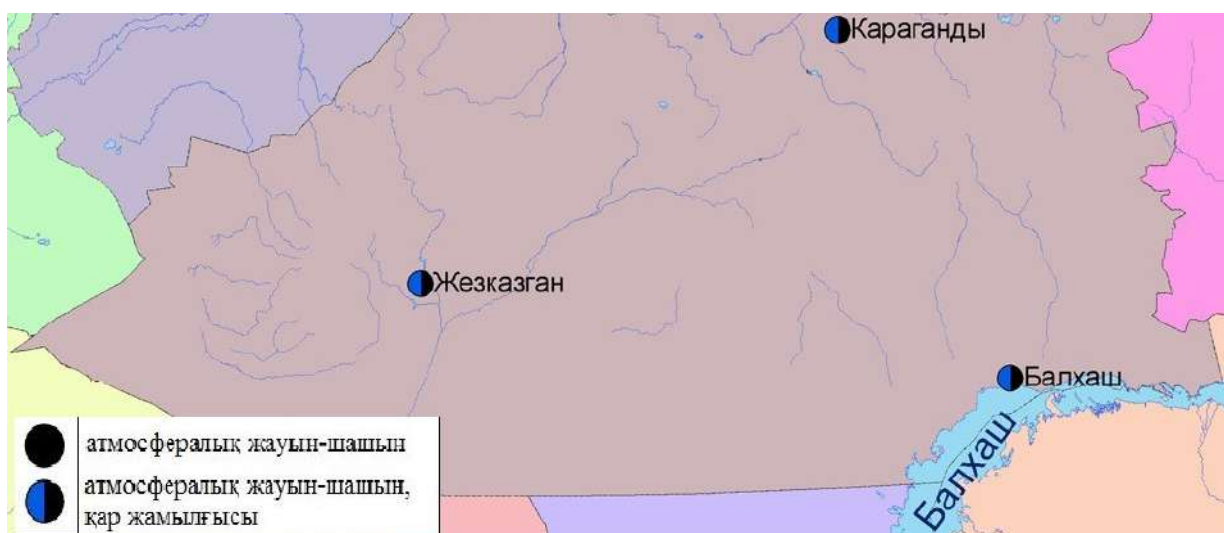 Караганды
Жезказган
Балхаш
Балхаш
атмосфералық жауын-шашын
атмосфералық жауын-шашын,
қар жамылғысы